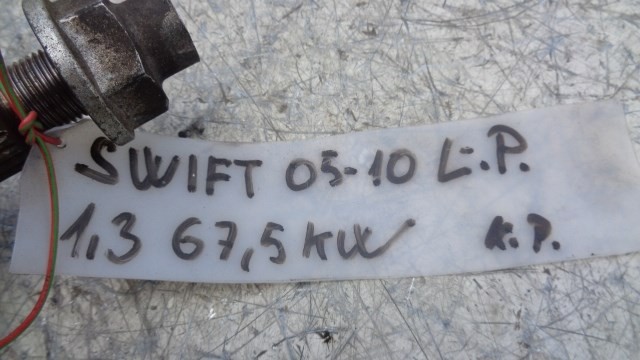 SWIFT 05-10 L.P.
1,3 67,5 KW K.P.